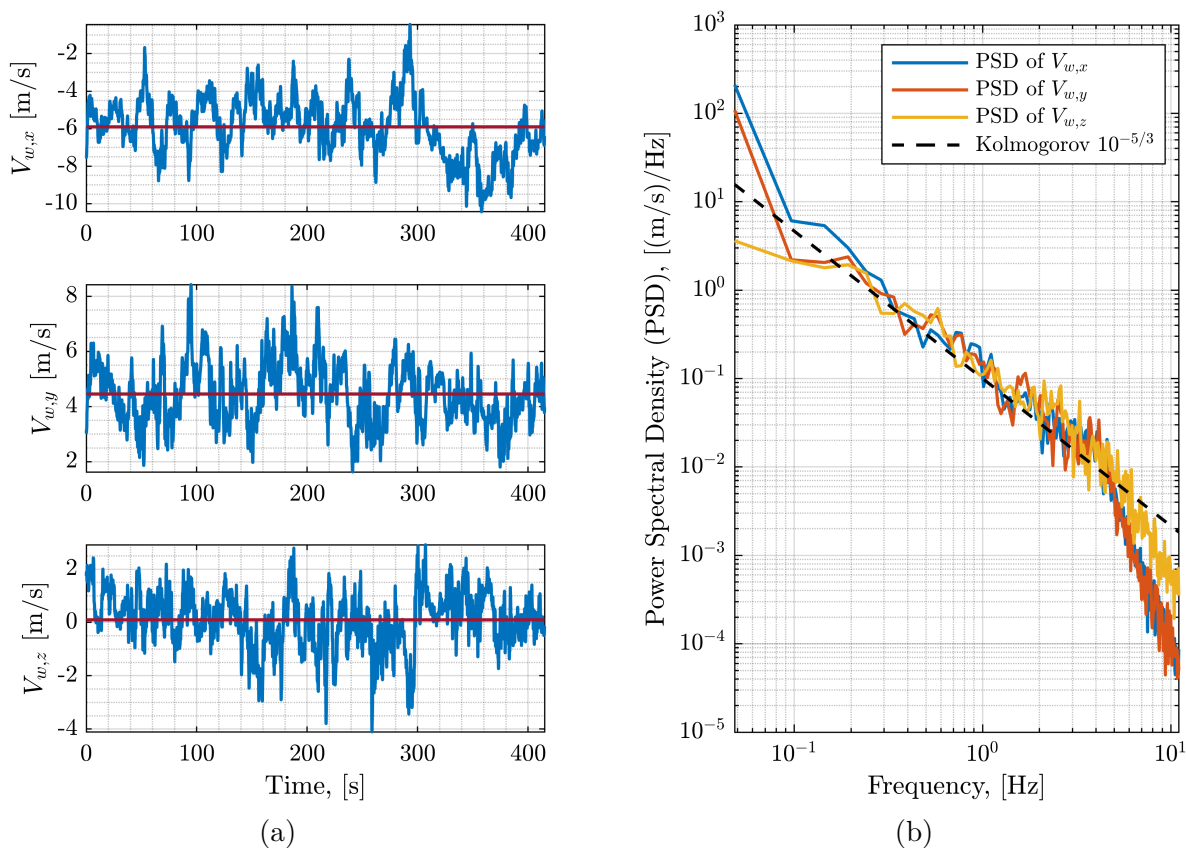 -2
-4
-6
-8
-10
V_{w,x} [m/s]
0 100 200 300 400
8
6
4
2
V_{w,y} [m/s]
0 100 200 300 400
2
0
-2
-4
V_{w,z} [m/s]
0 100 200 300 400
Time, [s]
(a)
10^3
10^2
10^1
10^0
10^{-1}
10^{-2}
10^{-3}
10^{-4}
10^{-5}
Power Spectral Density (PSD), [(m/s)/Hz]
PSD of V_{w,x}
PSD of V_{w,y}
PSD of V_{w,z}
Kolmogorov 10^{-5/3}
10^{-1} 10^0 10^1
Frequency, [Hz]
(b)